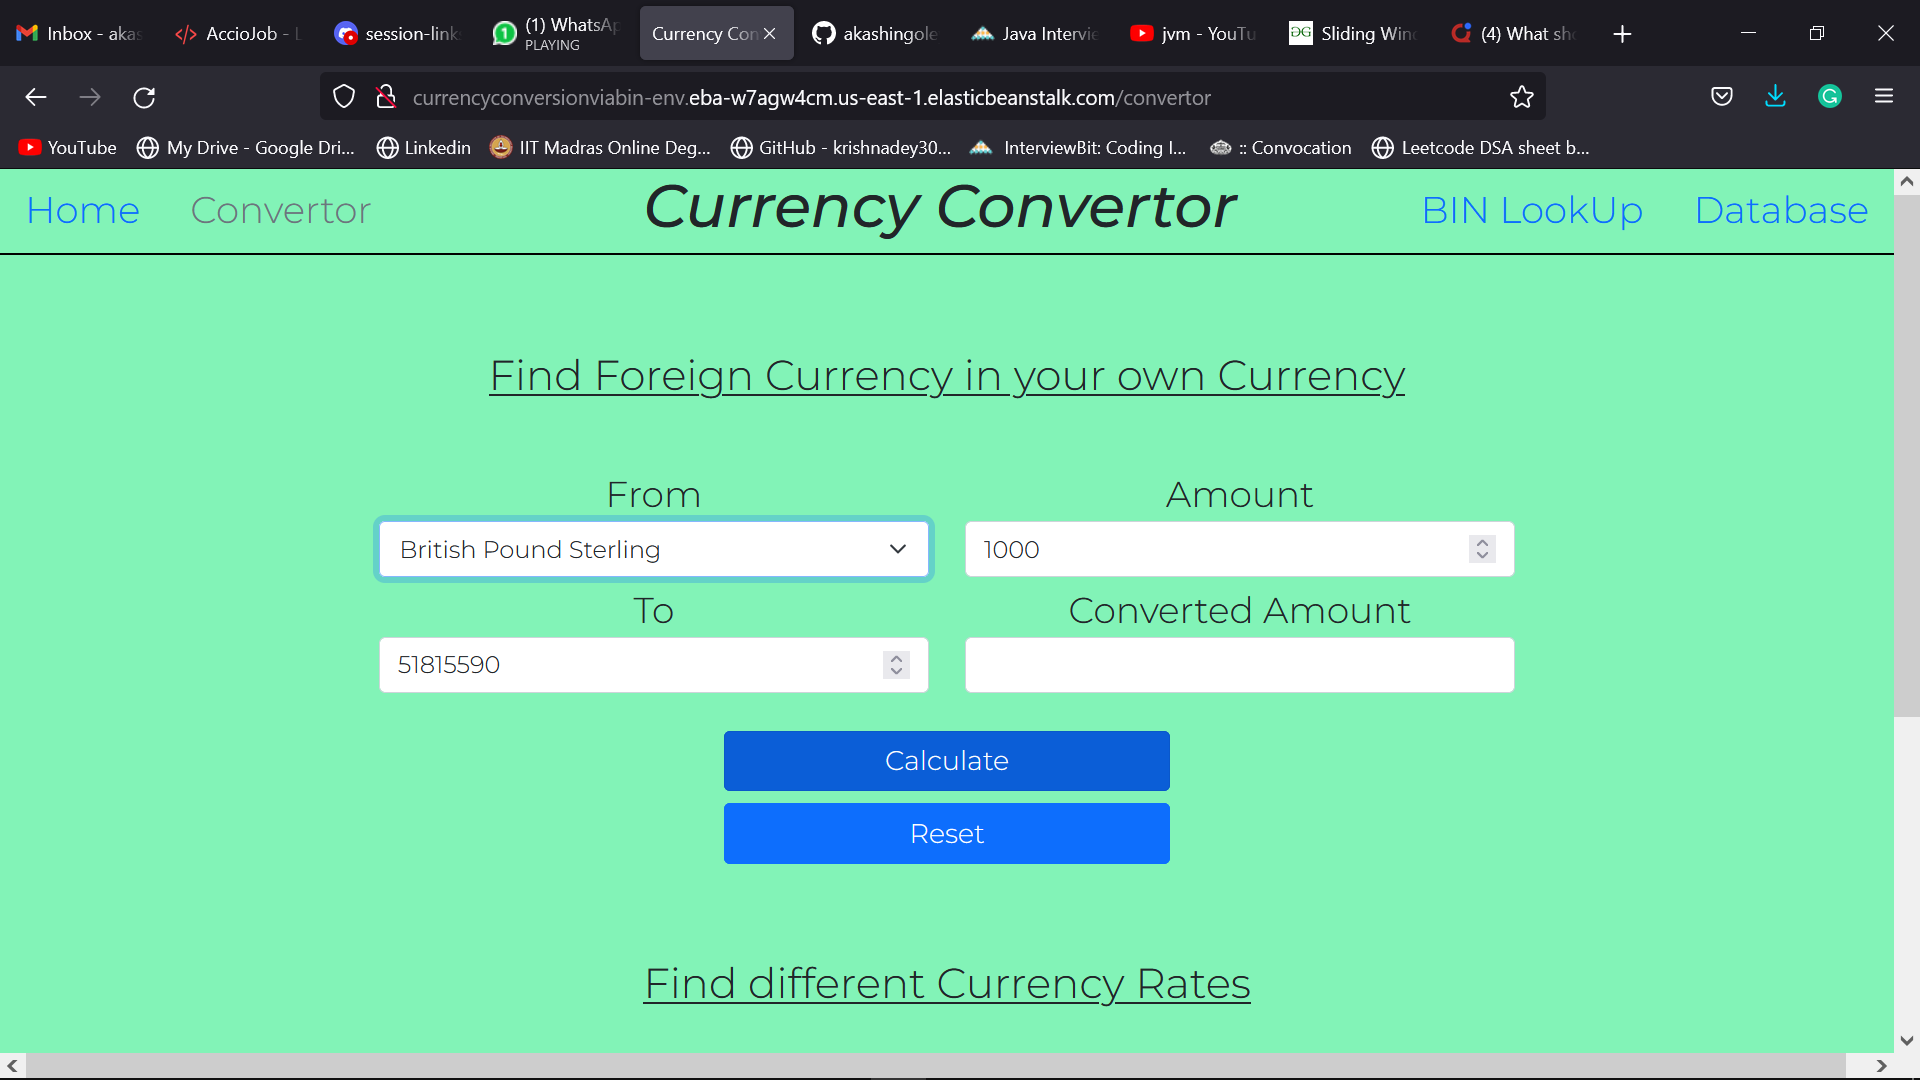 Inbox - akas
AccioJob - L
session-link
(1) WhatsAp
PLAYING
Currency Con
akashingole
Java Intervie
jvm - YouTu
Sliding Wind
(4) What sho
currencyconversionviabin-env.eba-w7agw4cm.us-east-1.elasticbeanstalk.com/convertor
YouTube
My Drive - Google Dri...
Linkedin
IIT Madras Online Deg...
GitHub - krishnadey30...
InterviewBit: Coding I...
:: Convocation
Leetcode DSA sheet b...
Home
Convertor
Currency Convertor
BIN LookUp
Database
Find Foreign Currency in your own Currency
From
Amount
British Pound Sterling
1000
To
Converted Amount
51815590
Calculate
Reset
Find different Currency Rates